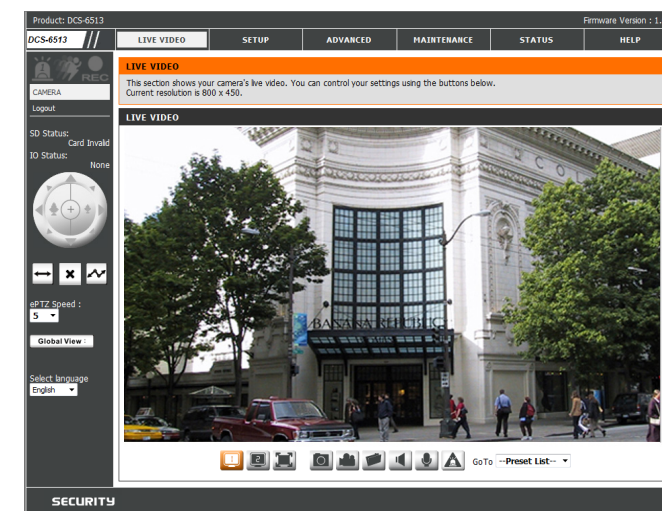 Product: DCS-6513
Firmware Version : 1.
DCS-6513
LIVE VIDEO
SETUP
ADVANCED
MAINTENANCE
STATUS
HELP
REC
CAMERA
Logout
SD Status:
Card Invalid
IO Status:
None
ePTZ Speed :
5
Global View
Select language
English
LIVE VIDEO
This section shows your camera's live video. You can control your settings using the buttons below.
Current resolution is 800 x 450.
LIVE VIDEO
BANANA REPUBLIC
1
2
GoTo
--Preset List--
SECURITY